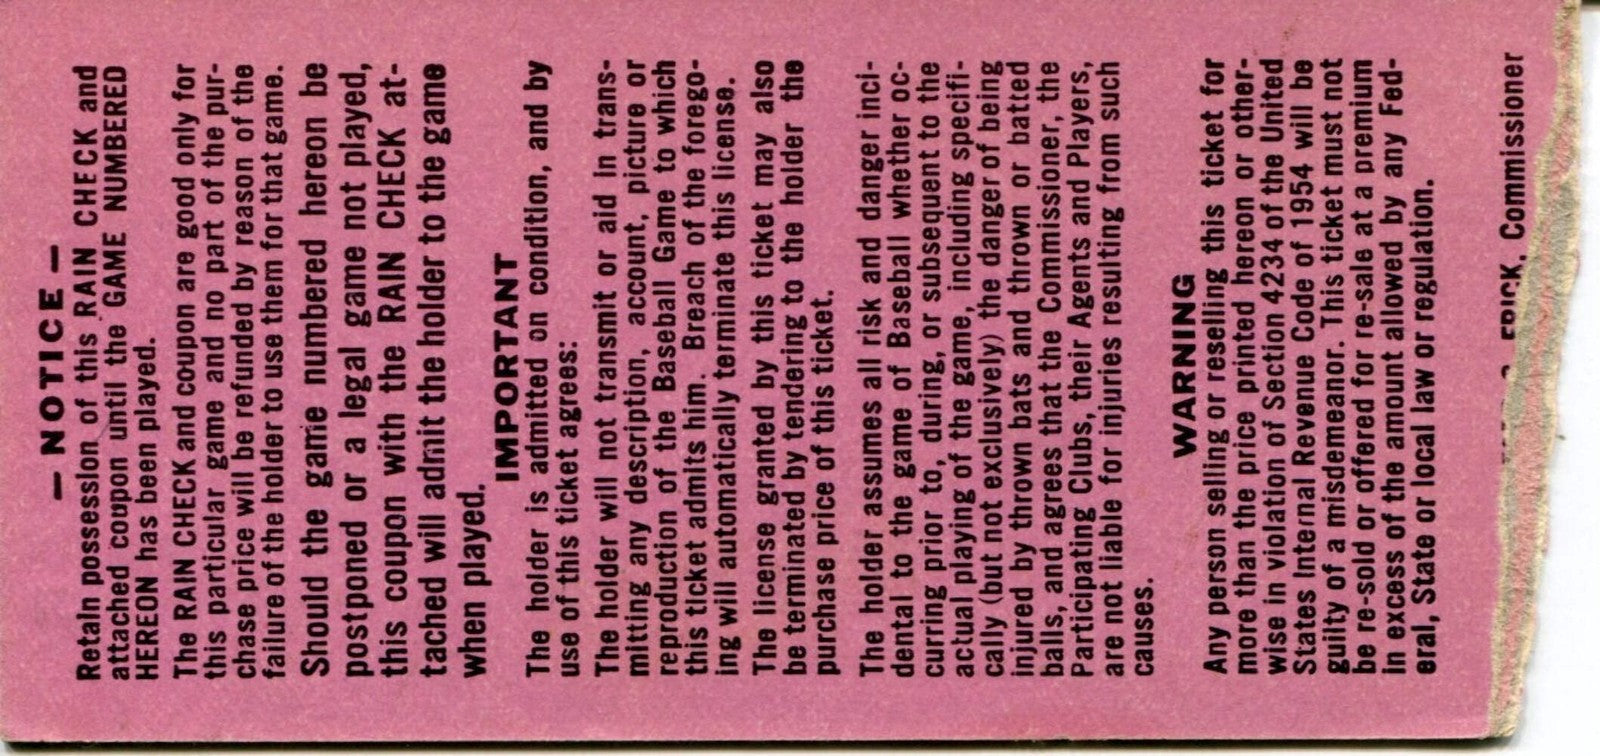 — NOTICE —
Retain possession of this RAIN CHECK and
attached coupon until the GAME NUMBERED
HEREON has been played.
The RAIN CHECK and coupon are good only for
this particular game and no part of the pur-
chase price will be refunded by reason of the
failure of the holder to use them for that game.
Should the game numbered hereon be
postponed or a legal game not played,
this coupon with the RAIN CHECK at-
tached will admit the holder to the game
when played.
IMPORTANT
The holder is admitted on condition, and by
use of this ticket agrees:
The holder will not transmit or aid in trans-
mitting any description, account, picture or
reproduction of the Baseball Game to which
this ticket admits him. Breach of the forego-
ing will automatically terminate this license.
The license granted by this ticket may also
be terminated by tendering to the holder the
purchase price of this ticket.
The holder assumes all risk and danger inci-
dental to the game of Baseball whether oc-
curring prior to, during, or subsequent to the
actual playing of the game, including specifi-
cally (but not exclusively) the danger of being
injured by thrown bats and thrown or batted
balls, and agrees that the Commissioner, the
Participating Clubs, their Agents and Players,
are not liable for injuries resulting from such
causes.
WARNING
Any person selling or reselling this ticket for
more than the price printed hereon or other-
wise in violation of Section 4234 of the United
States Internal Revenue Code of 1954 will be
guilty of a misdemeanor. This ticket must not
be re-sold or offered for re-sale at a premium
in excess of the amount allowed by any Fed-
eral, State or local law or regulation.
FRICK, Commissioner